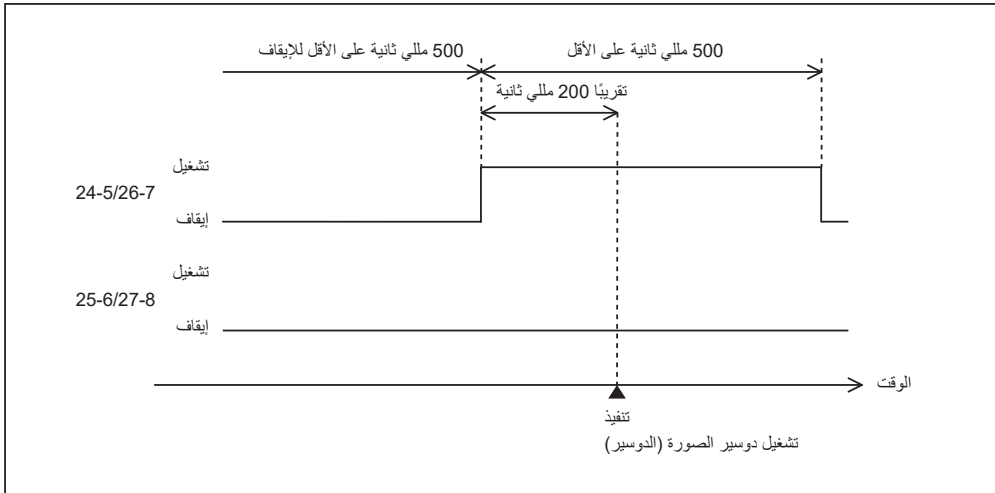 500 مللي ثانية على الأقل
500 مللي ثانية على الأقل للإيقاف
تقريبًا 200 مللي ثانية
تشغيل
24-5/26-7
إيقاف
تشغيل
25-6/27-8
إيقاف
الوقت
تنفيذ
تشغيل دوسير الصورة (الدوسير)